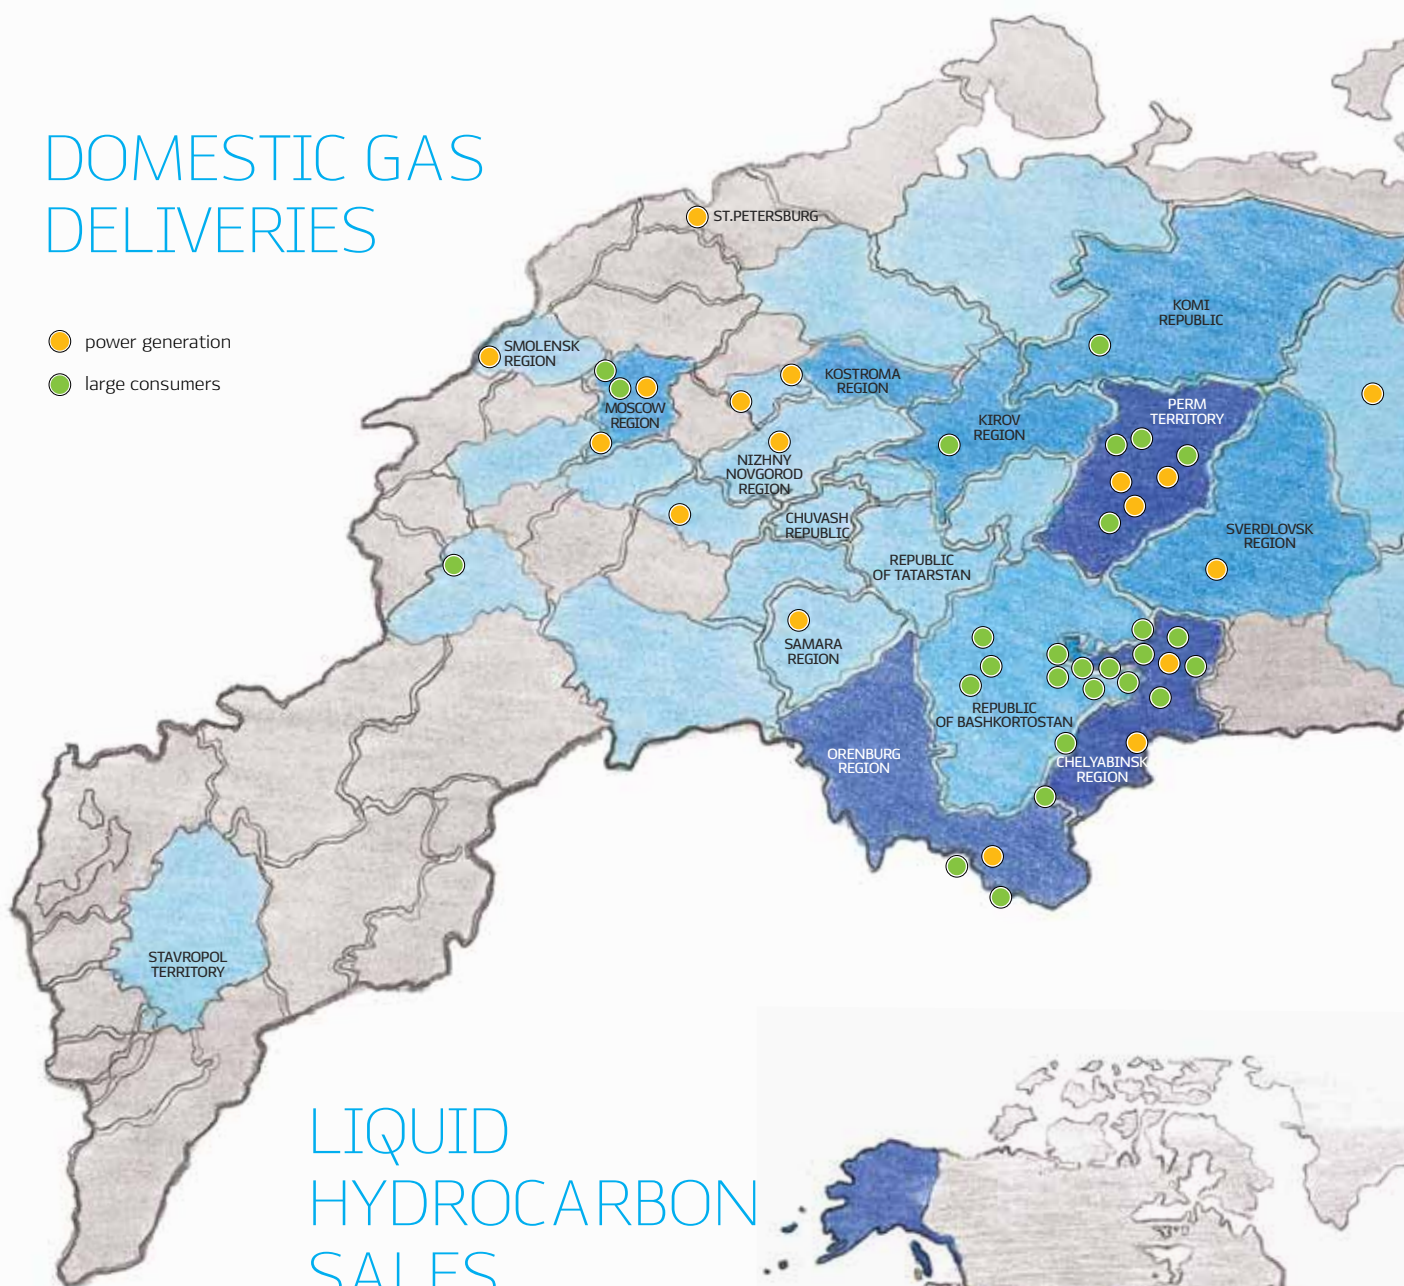 DOMESTIC GAS
DELIVERIES
power generation
large consumers
ST.PETERSBURG
KOMI
REPUBLIC
SMOLENSK
REGION
KOSTROMA
REGION
MOSCOW
REGION
PERM
TERRITORY
KIROV
REGION
NIZHNY
NOVGOROD
REGION
CHUVASH
REPUBLIC
SVERDLOVSK
REGION
REPUBLIC
OF TATARSTAN
SAMARA
REGION
REPUBLIC
OF BASHKORTOSTAN
ORENBURG
REGION
CHELYABINSK
REGION
STAVROPOL
TERRITORY
LIQUID
HYDROCARBON
SALES